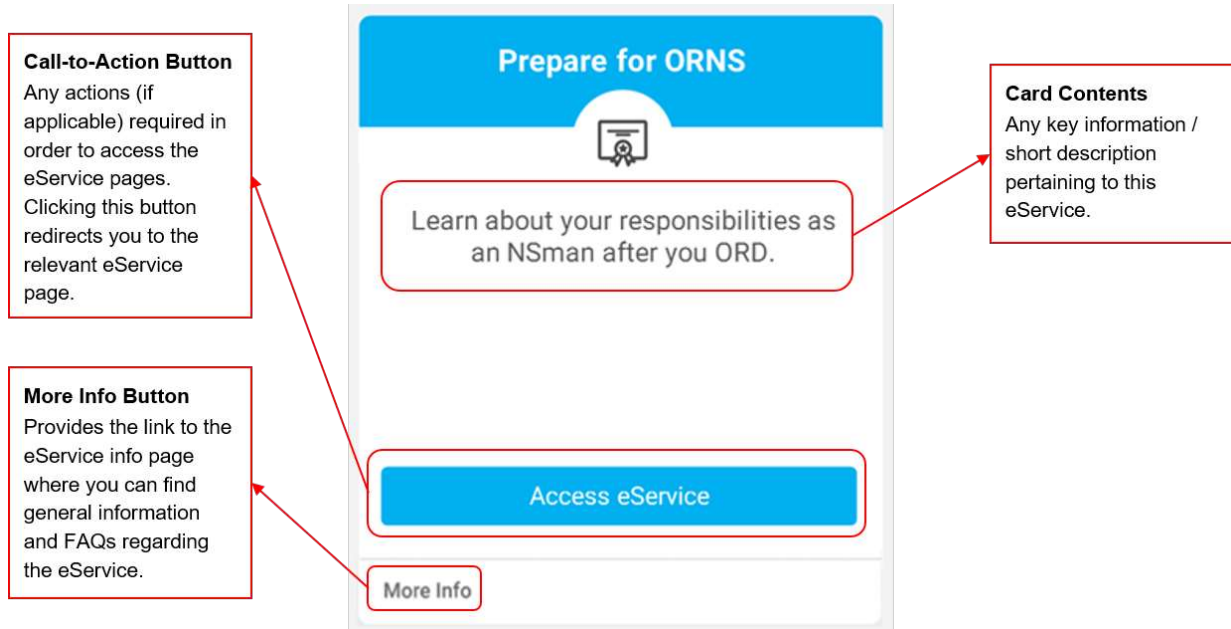 Call-to-Action Button
Any actions (if
applicable) required in
order to access the
eService pages.
Clicking this button
redirects you to the
relevant eService
page.
More Info Button
Provides the link to the
eService info page
where you can find
general information
and FAQs regarding
the eService.
Prepare for ORNS
Learn about your responsibilities as
an NSman after you ORD.
Access eService
More Info
Card Contents
Any key information /
short description
pertaining to this
eService.